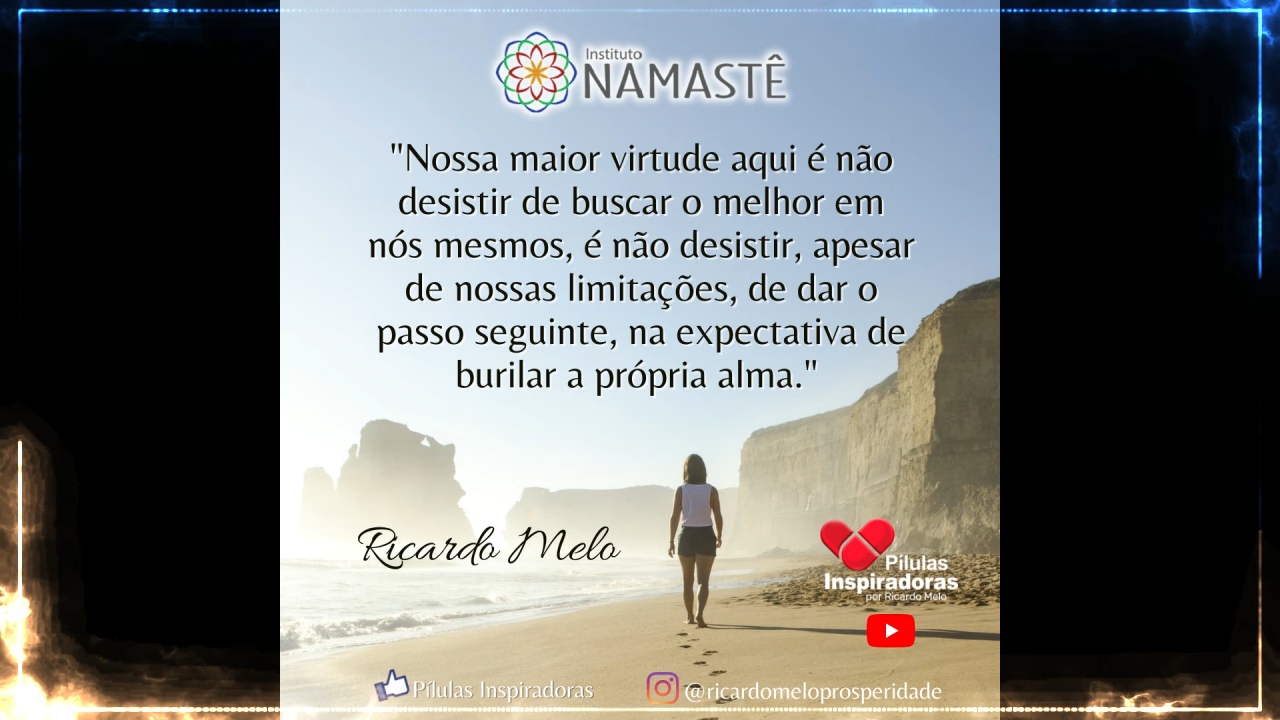 Instituto
NAMASTÊ
"Nossa maior virtude aqui é não
desistir de buscar o melhor em
nós mesmos, é não desistir, apesar
de nossas limitações, de dar o
passo seguinte, na expectativa de
burilar a própria alma."
Ricardo Melo
Pílulas
Inspiradoras
por Ricardo Melo
Pílulas Inspiradoras
@ricardomeloprosperidade